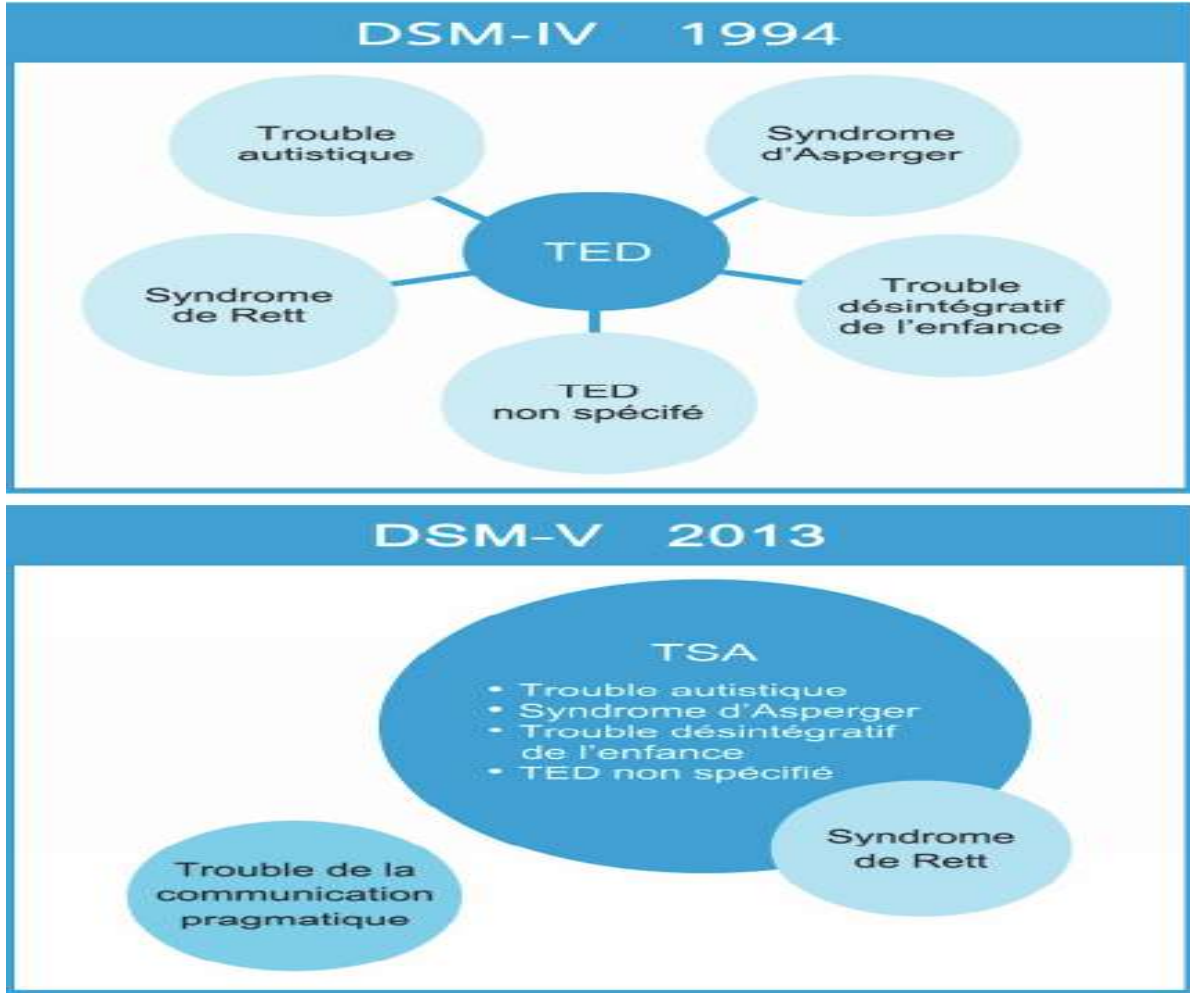 DSM-IV 1994
Trouble
autistique
Syndrome
d'Asperger
TED
Syndrome
de Rett
Trouble
désintégratif
de l'enfance
TED
non spécifé
DSM-V 2013
TSA
• Trouble autistique
• Syndrome d'Asperger
• Trouble désintégratif
de l'enfance
• TED non spécifié
Syndrome
de Rett
Trouble de la
communication
pragmatique